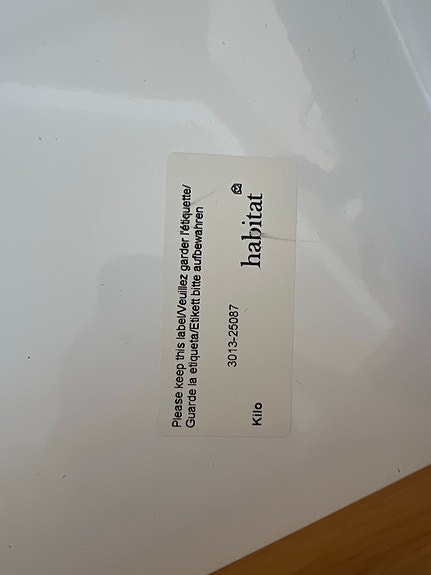 Please keep this label/Veuillez garder l'étiquette/
Guarde la etiqueta/Etikett bitte aufbewahren
3013-25087
Kilo
habitat